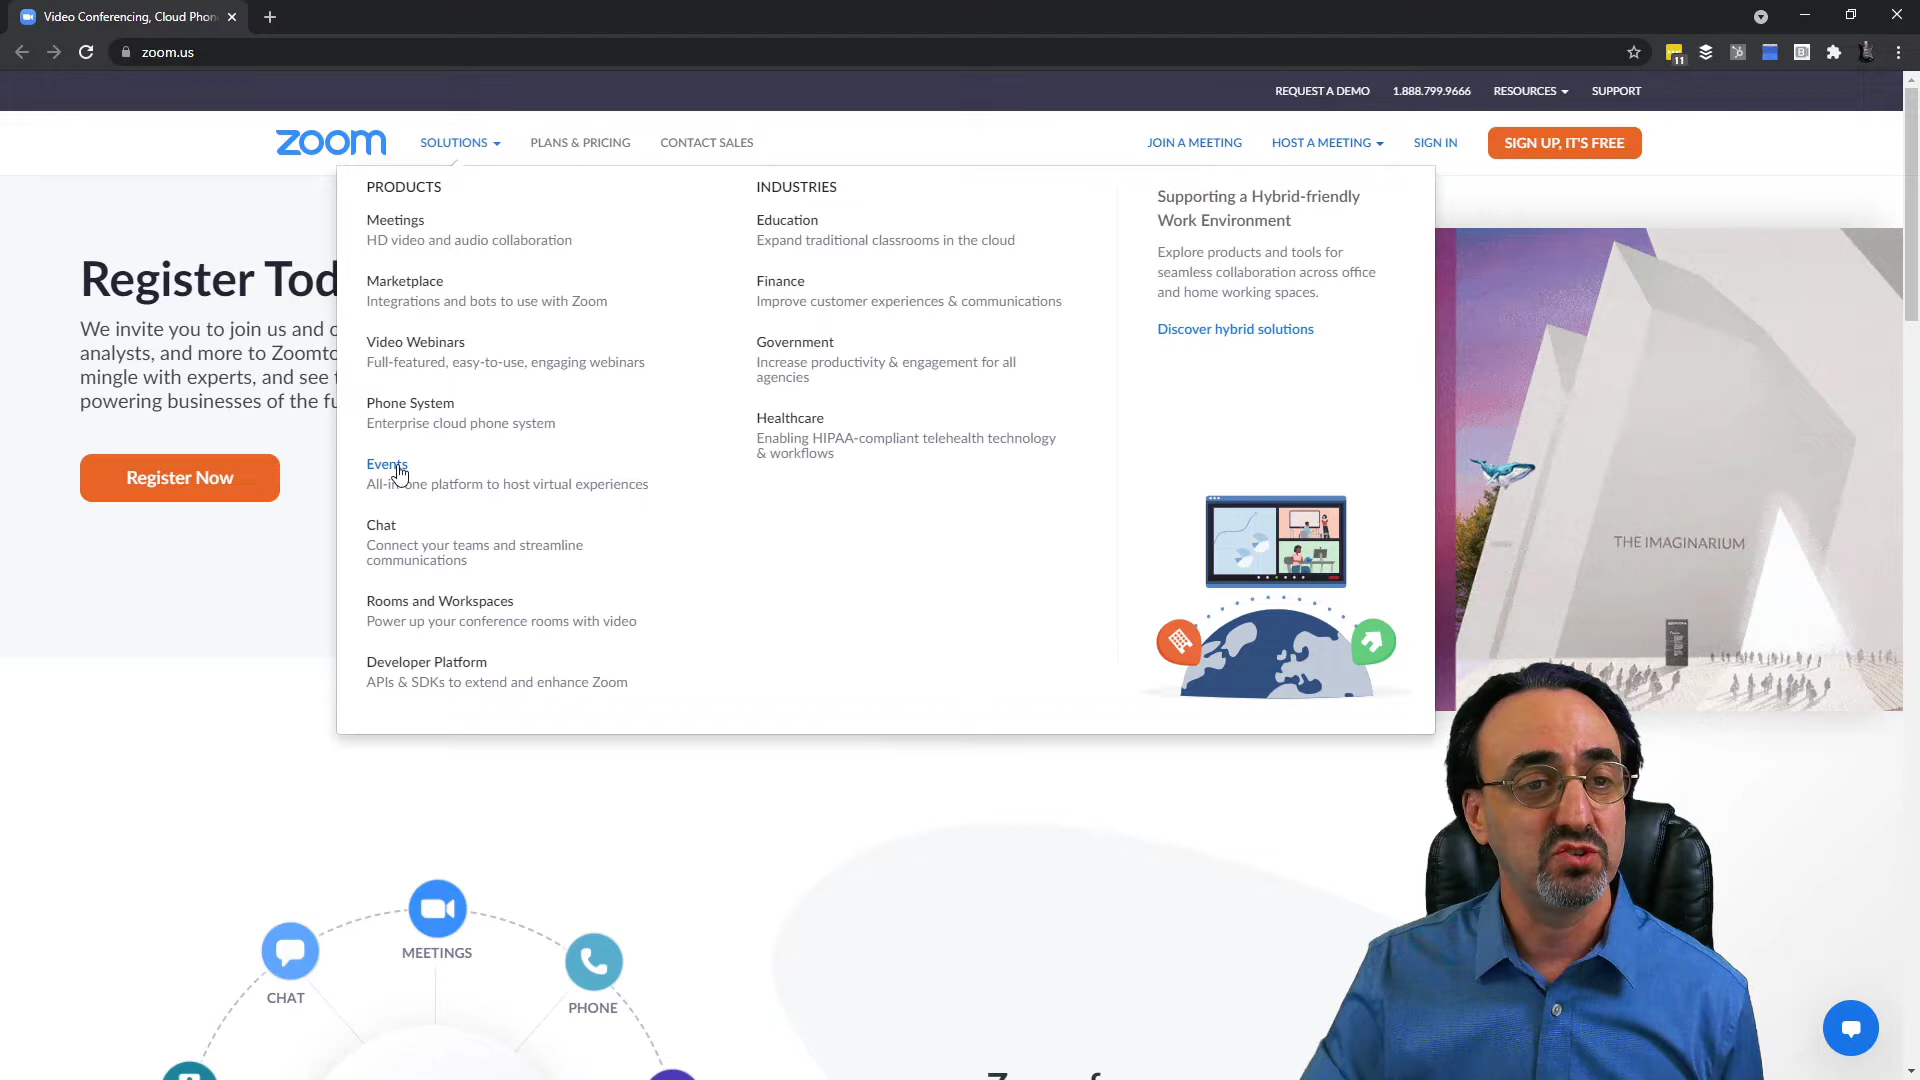 Video Conferencing, Cloud Phon
zoom.us
11
REQUEST A DEMO 1.888.799.9666 RESOURCES SUPPORT
zoom SOLUTIONS PLANS & PRICING CONTACT SALES JOIN A MEETING HOST A MEETING SIGN IN SIGN UP, IT'S FREE
PRODUCTS
Meetings
HD video and audio collaboration
Marketplace
Integrations and bots to use with Zoom
Video Webinars
Full-featured, easy-to-use, engaging webinars
Phone System
Enterprise cloud phone system
Events
All-in-one platform to host virtual experiences
Chat
Connect your teams and streamline
communications
Rooms and Workspaces
Power up your conference rooms with video
Developer Platform
APIs & SDKs to extend and enhance Zoom
INDUSTRIES
Education
Expand traditional classrooms in the cloud
Finance
Improve customer experiences & communications
Government
Increase productivity & engagement for all
agencies
Healthcare
Enabling HIPAA-compliant telehealth technology
& workflows
Supporting a Hybrid-friendly
Work Environment
Explore products and tools for
seamless collaboration across office
and home working spaces.
Discover hybrid solutions
Register Tod
We invite you to join us and
analysts, and more to Zoomto
mingle with experts, and see
powering businesses of the fu
Register Now
THE IMAGINARIUM
MEETINGS
CHAT
PHONE